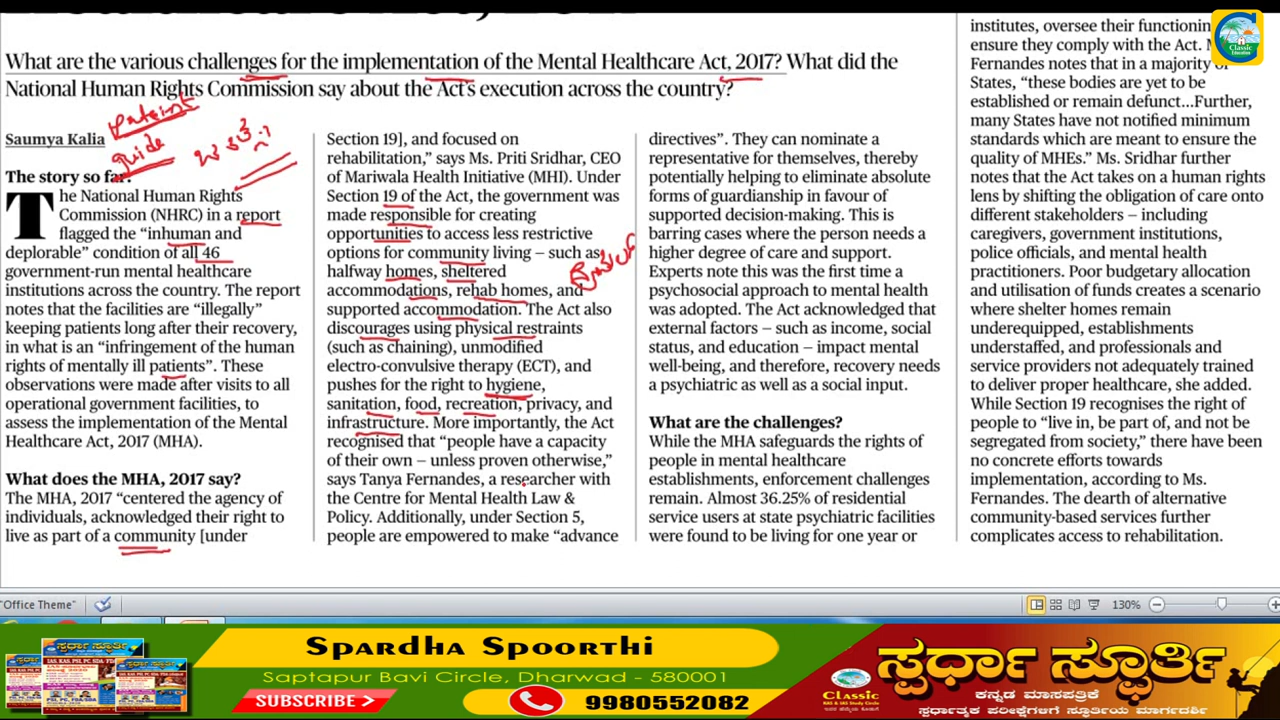 What are the various challenges for the implementation of the Mental Healthcare Act, 2017? What did the
National Human Rights Commission say about the Act's execution across the country?
Saumya Kalia
The story so far:
The National Human Rights
Commission (NHRC) in a report
flagged the “inhuman and
deplorable” condition of all 46
government-run mental healthcare
institutions across the country. The report
notes that the facilities are “illegally”
keeping patients long after their recovery,
in what is an “infringement of the human
rights of mentally ill patients”. These
observations were made after visits to all
operational government facilities, to
assess the implementation of the Mental
Healthcare Act, 2017 (MHA).
What does the MHA, 2017 say?
The MHA, 2017 “centered the agency of
individuals, acknowledged their right to
live as part of a community [under
Section 19], and focused on
rehabilitation,” says Ms. Priti Sridhar, CEO
of Mariwala Health Initiative (MHI). Under
Section 19 of the Act, the government was
made responsible for creating
opportunities to access less restrictive
options for community living – such as
halfway homes, sheltered
accommodations, rehab homes, and
supported accommodation. The Act also
discourages using physical restraints
(such as chaining), unmodified
electro-convulsive therapy (ECT), and
pushes for the right to hygiene,
sanitation, food, recreation, privacy, and
infrastructure. More importantly, the Act
recognised that “people have a capacity
of their own – unless proven otherwise,”
says Tanya Fernandes, a researcher with
the Centre for Mental Health Law &
Policy. Additionally, under Section 5,
people are empowered to make “advance
directives”. They can nominate a
representative for themselves, thereby
potentially helping to eliminate absolute
forms of guardianship in favour of
supported decision-making. This is
barring cases where the person needs a
higher degree of care and support.
Experts note this was the first time a
psychosocial approach to mental health
was adopted. The Act acknowledged that
external factors – such as income, social
status, and education – impact mental
well-being, and therefore, recovery needs
a psychiatric as well as a social input.
What are the challenges?
While the MHA safeguards the rights of
people in mental healthcare
establishments, enforcement challenges
remain. Almost 36.25% of residential
service users at state psychiatric facilities
were found to be living for one year or
institutes, oversee their functioning
ensure they comply with the Act.
Fernandes notes that in a majority of
States, “these bodies are yet to be
established or remain defunct...Further,
many States have not notified minimum
standards which are meant to ensure the
quality of MHEs.” Ms. Sridhar further
notes that the Act takes on a human rights
lens by shifting the obligation of care onto
different stakeholders – including
caregivers, government institutions,
police officials, and mental health
practitioners. Poor budgetary allocation
and utilisation of funds creates a scenario
where shelter homes remain
underequipped, establishments
understaffed, and professionals and
service providers not adequately trained
to deliver proper healthcare, she added.
While Section 19 recognises the right of
people to “live in, be part of, and not be
segregated from society,” there have been
no concrete efforts towards
implementation, according to Ms.
Fernandes. The dearth of alternative
community-based services further
complicates access to rehabilitation.
Classic
Education
"Office Theme"
130%
Spardha Spoorthi
Saptapur Bavi Circle, Dharwad - 580001
SUBSCRIBE
9980552082
ಸ್ಪರ್ಧಾ ಸ್ಫೂರ್ತಿ
ಕನ್ನಡ ಮಾಸಪತ್ರಿಕೆ
ಸ್ಪರ್ಧಾತ್ಮಕ ಪರೀಕ್ಷೆಗಳಿಗೆ ಸ್ಫೂರ್ತಿಯ ಮಾರ್ಗದರ್ಶಿ
Classic
KAS & IAS Study Circle